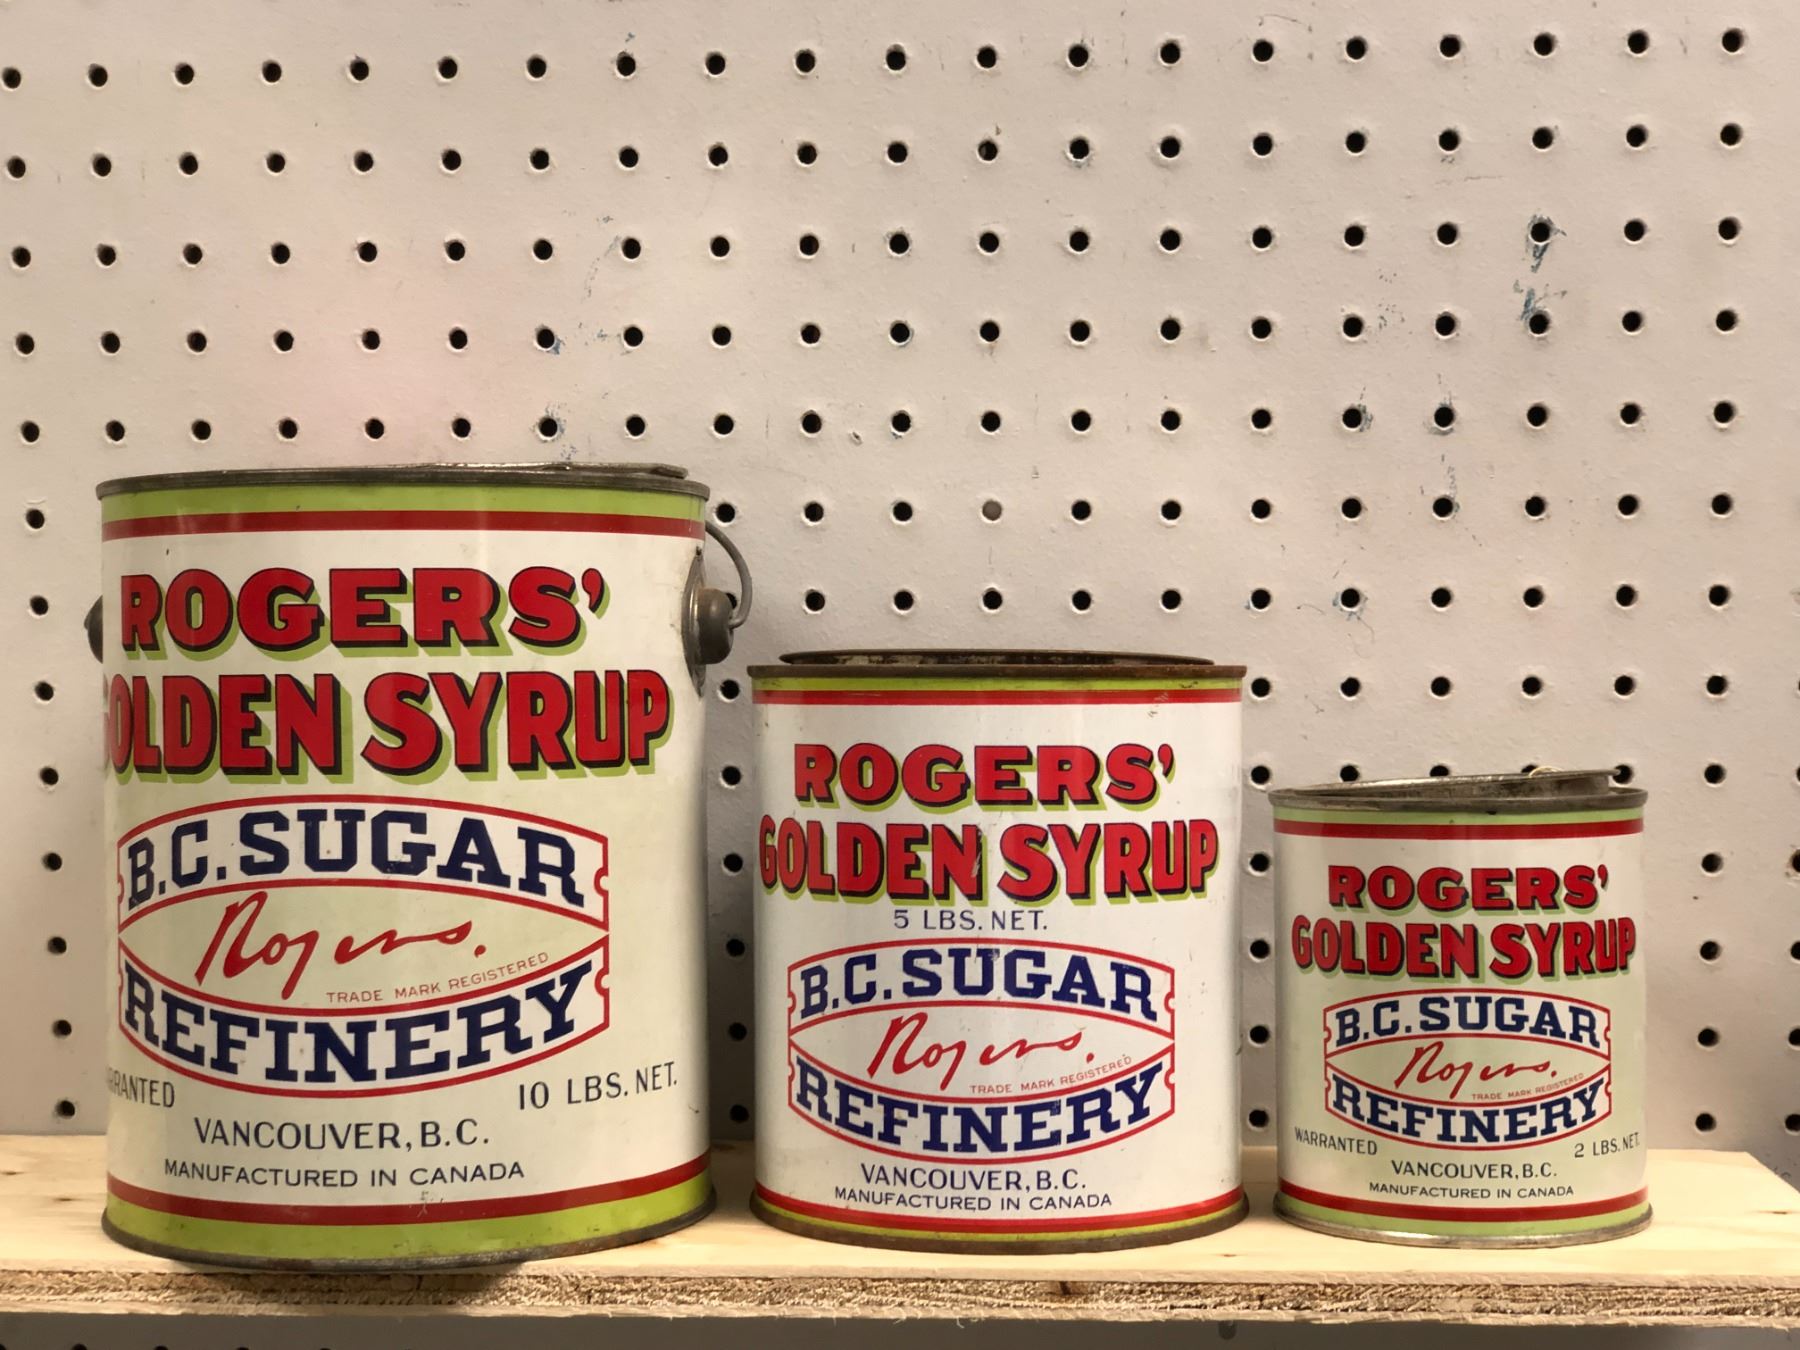 ROGERS'
GOLDEN SYRUP
B.C. SUGAR
Rogers.
TRADE MARK REGISTERED
REFINERY
10 LBS. NET.
VANCOUVER, B.C.
MANUFACTURED IN CANADA
ROGERS'
GOLDEN SYRUP
5 LBS. NET.
B.C. SUGAR
Rogers.
TRADE MARK REGISTERED
REFINERY
VANCOUVER, B.C.
MANUFACTURED IN CANADA
ROGERS'
GOLDEN SYRUP
B.C. SUGAR
Rogers.
TRADE MARK REGISTERED
REFINERY
WARRANTED 2 LBS. NET.
VANCOUVER, B.C.
MANUFACTURED IN CANADA